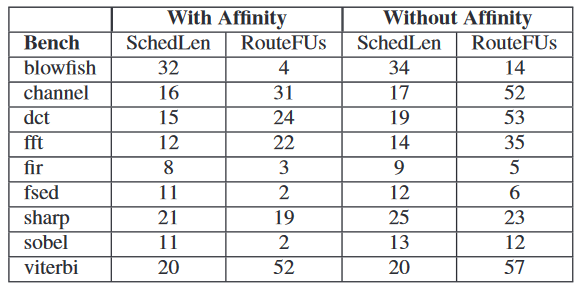 With Affinity Without Affinity
Bench SchedLen RouteFUs SchedLen RouteFUs
blowfish 32 4 34 14
channel 16 31 17 52
dct 15 24 19 53
fft 12 22 14 35
fir 8 3 9 5
fsed 11 2 12 6
sharp 21 19 25 23
sobel 11 2 13 12
viterbi 20 52 20 57